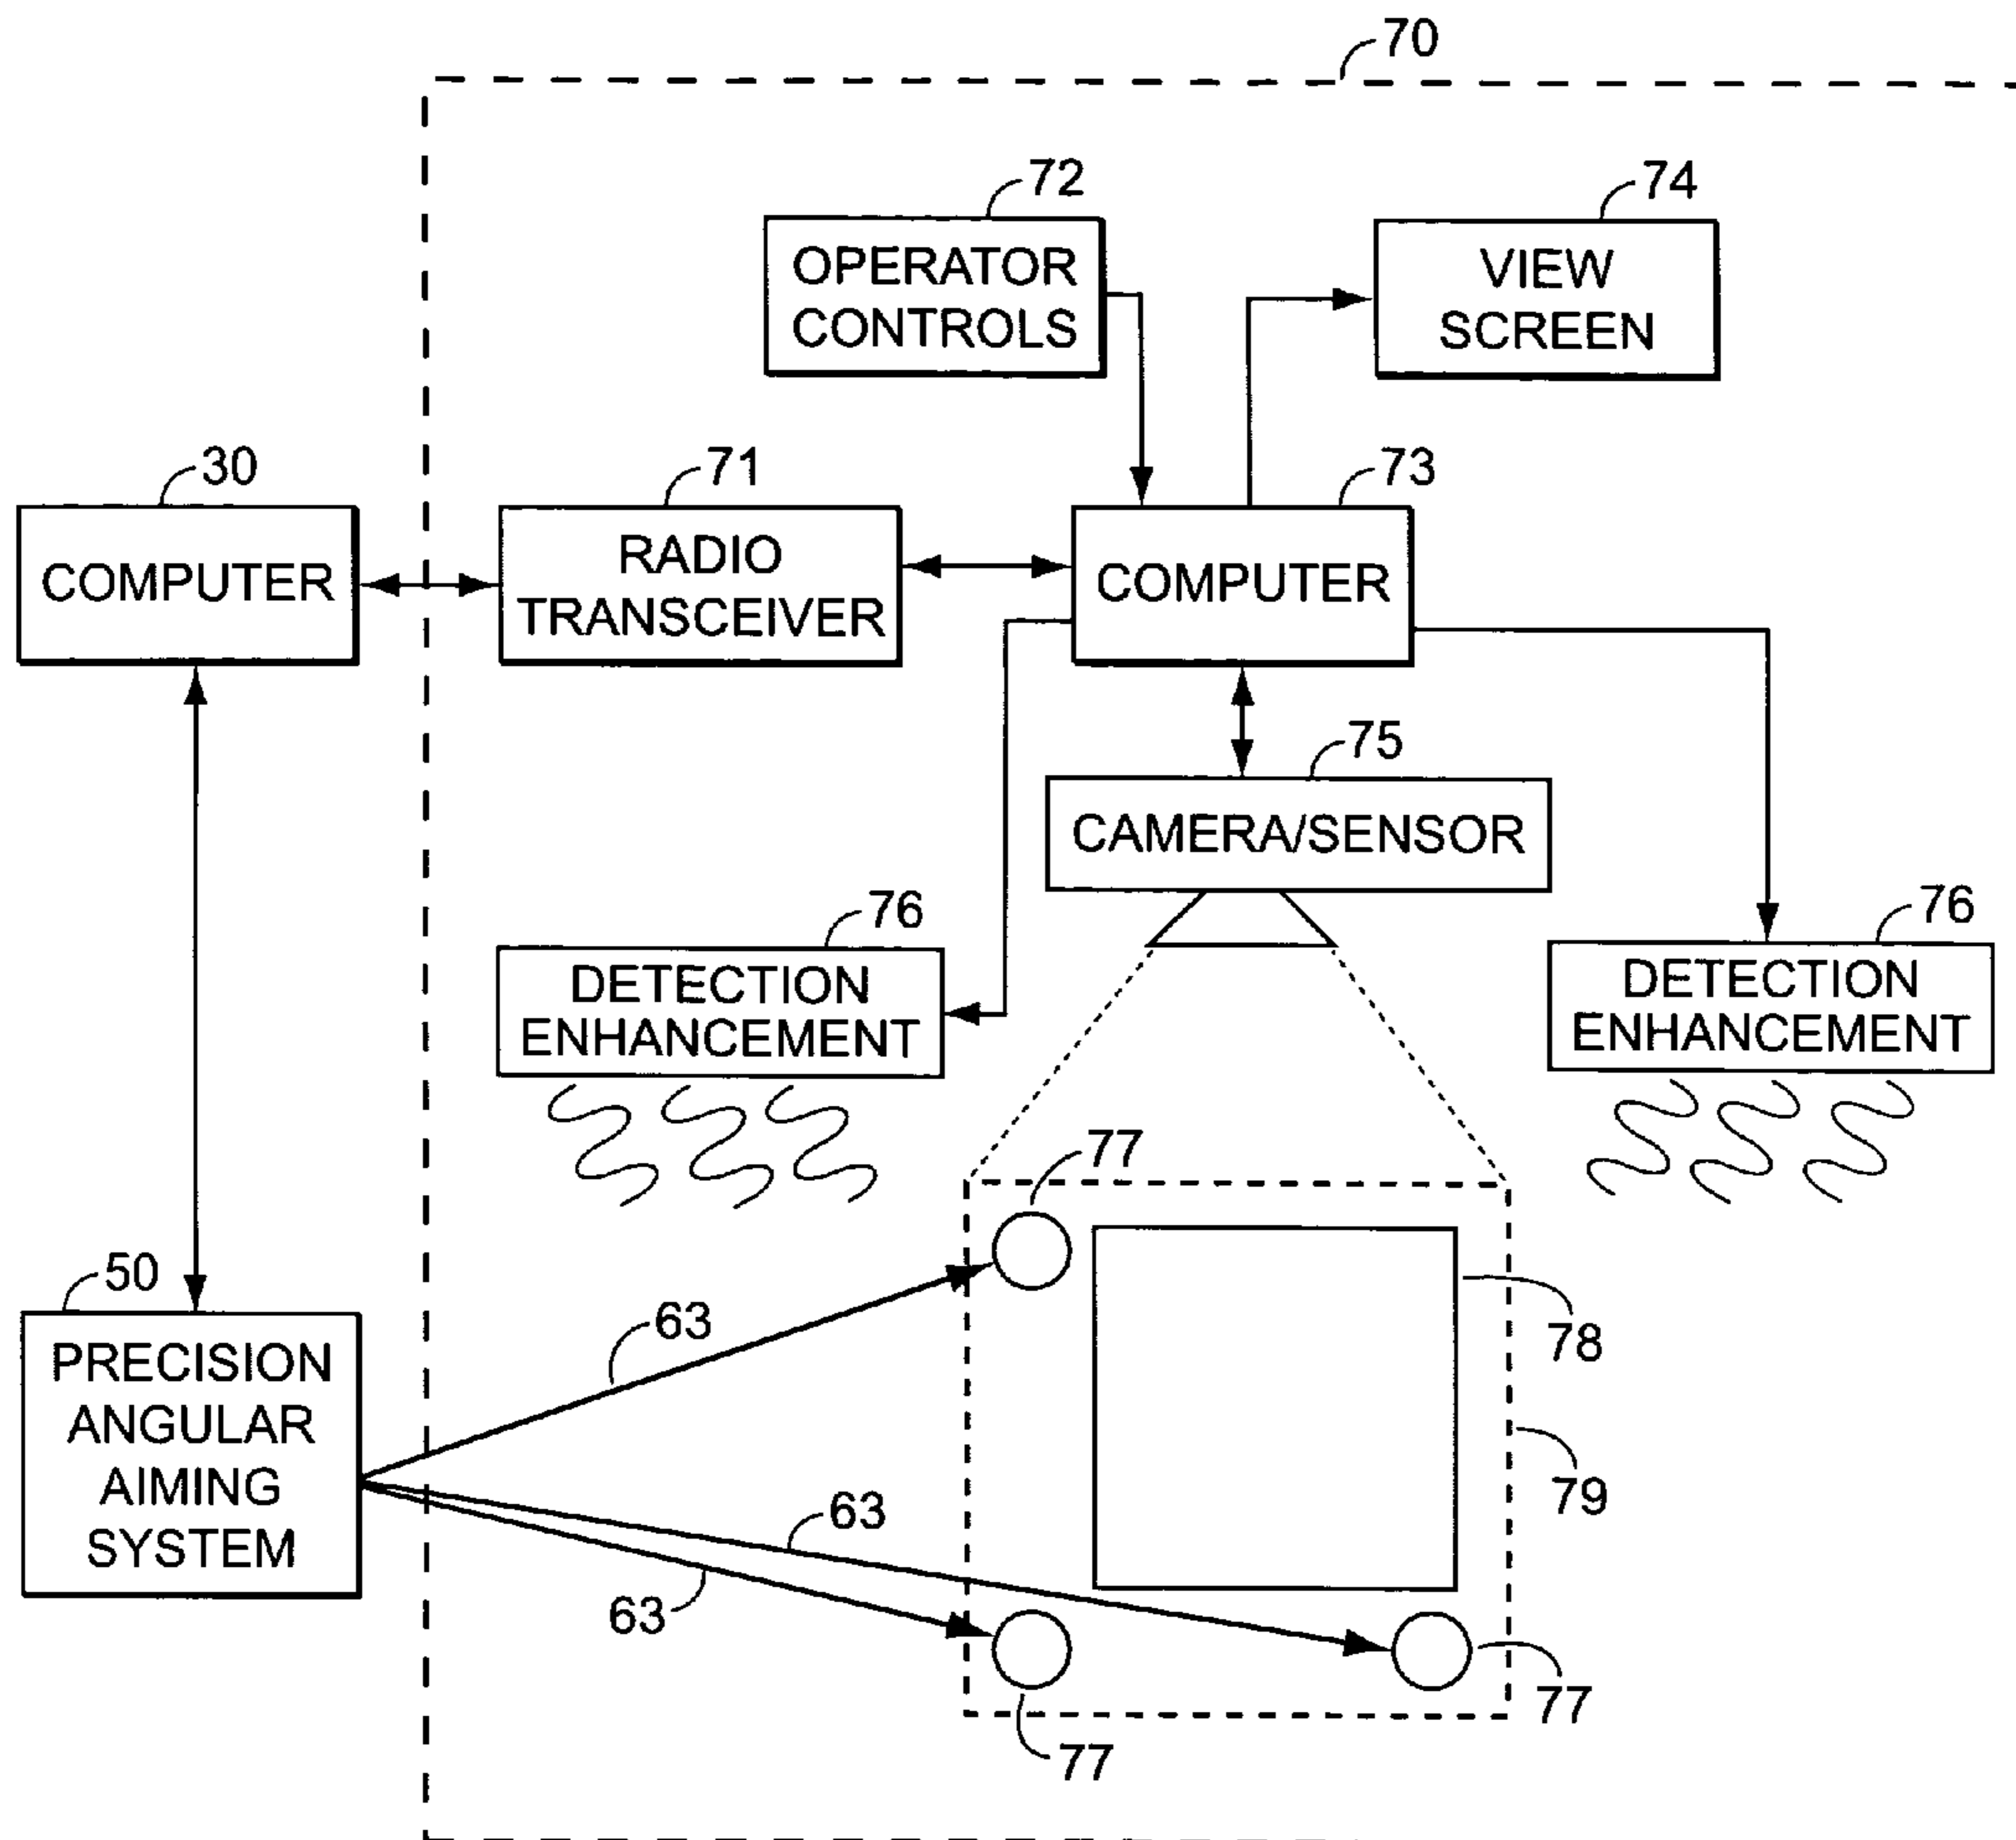 70
72
OPERATOR
CONTROLS
74
VIEW
SCREEN
30
COMPUTER
71
RADIO
TRANSCEIVER
73
COMPUTER
75
CAMERA/SENSOR
76
DETECTION
ENHANCEMENT
76
DETECTION
ENHANCEMENT
77
50
PRECISION
ANGULAR
AIMING
SYSTEM
63
63
63
78
79
77
77